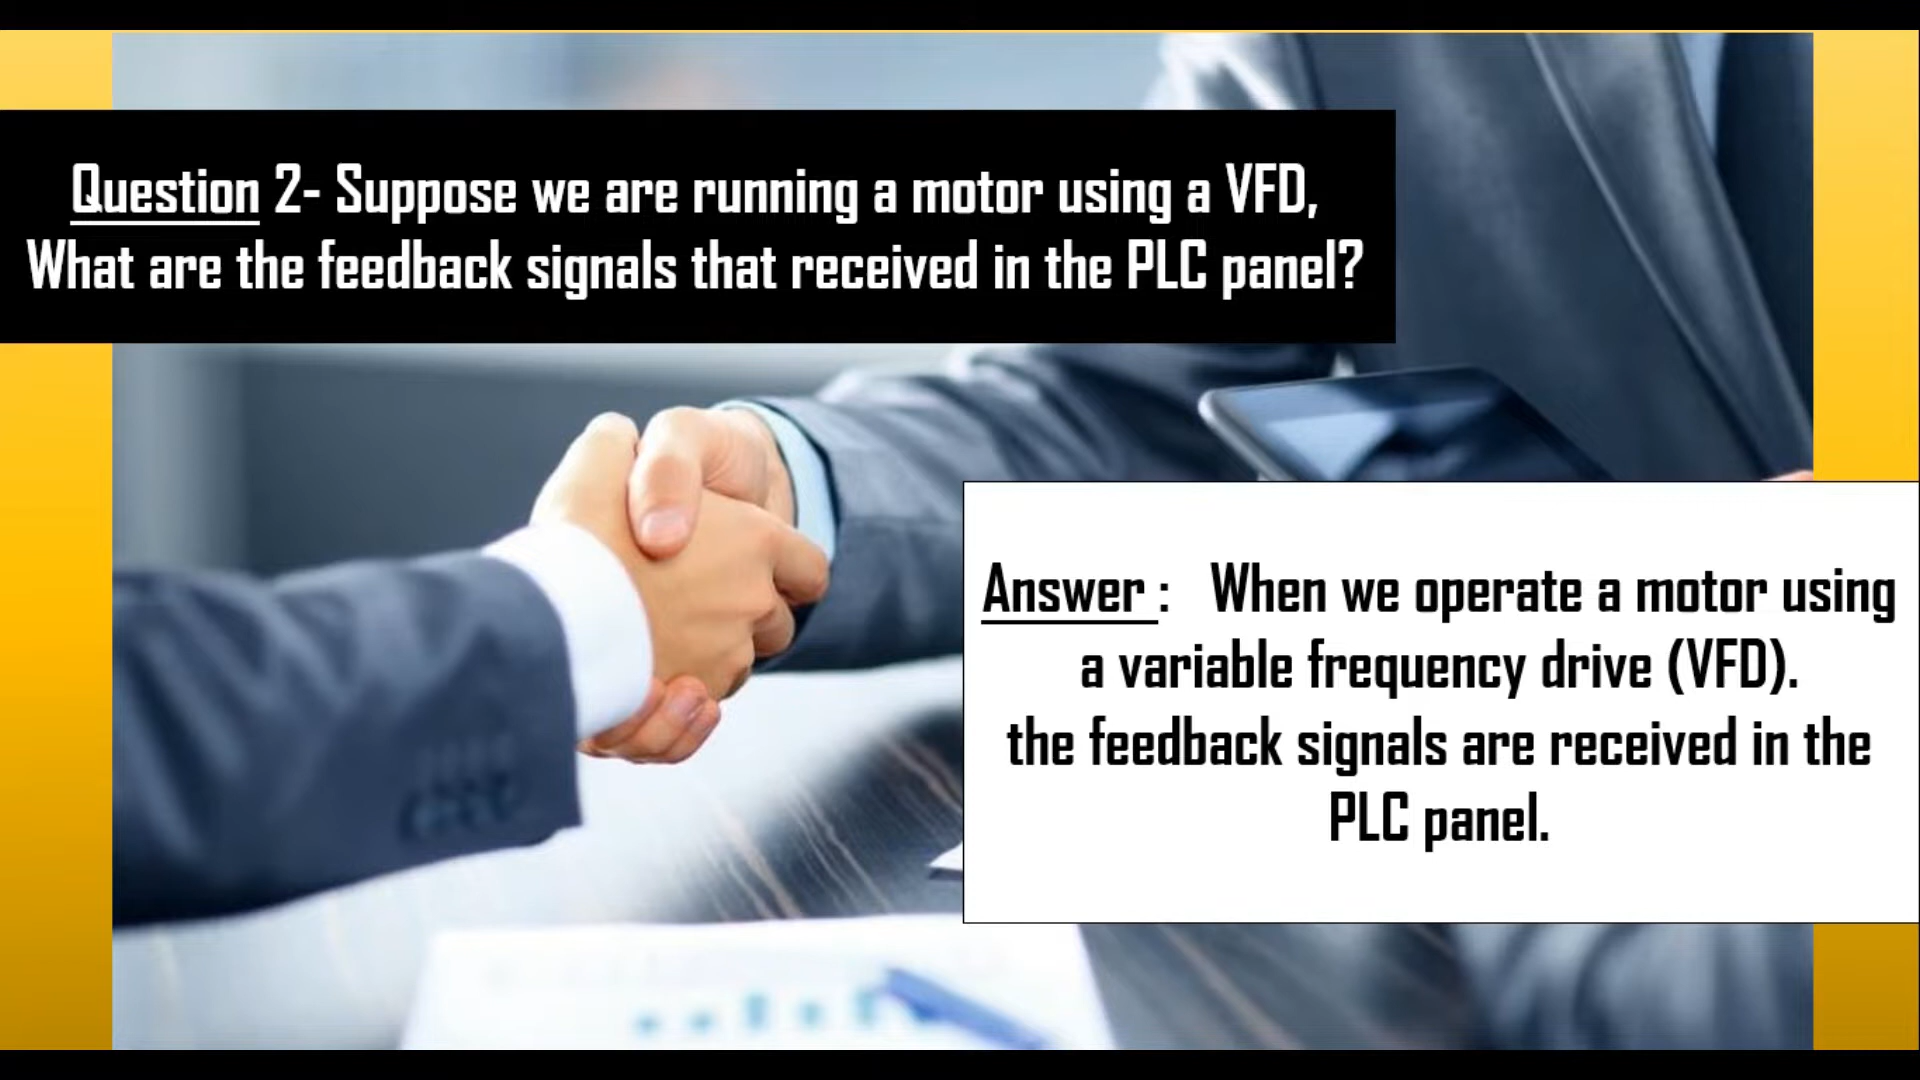 Question 2- Suppose we are running a motor using a VFD,
What are the feedback signals that received in the PLC panel?
Answer : When we operate a motor using
a variable frequency drive (VFD).
the feedback signals are received in the
PLC panel.